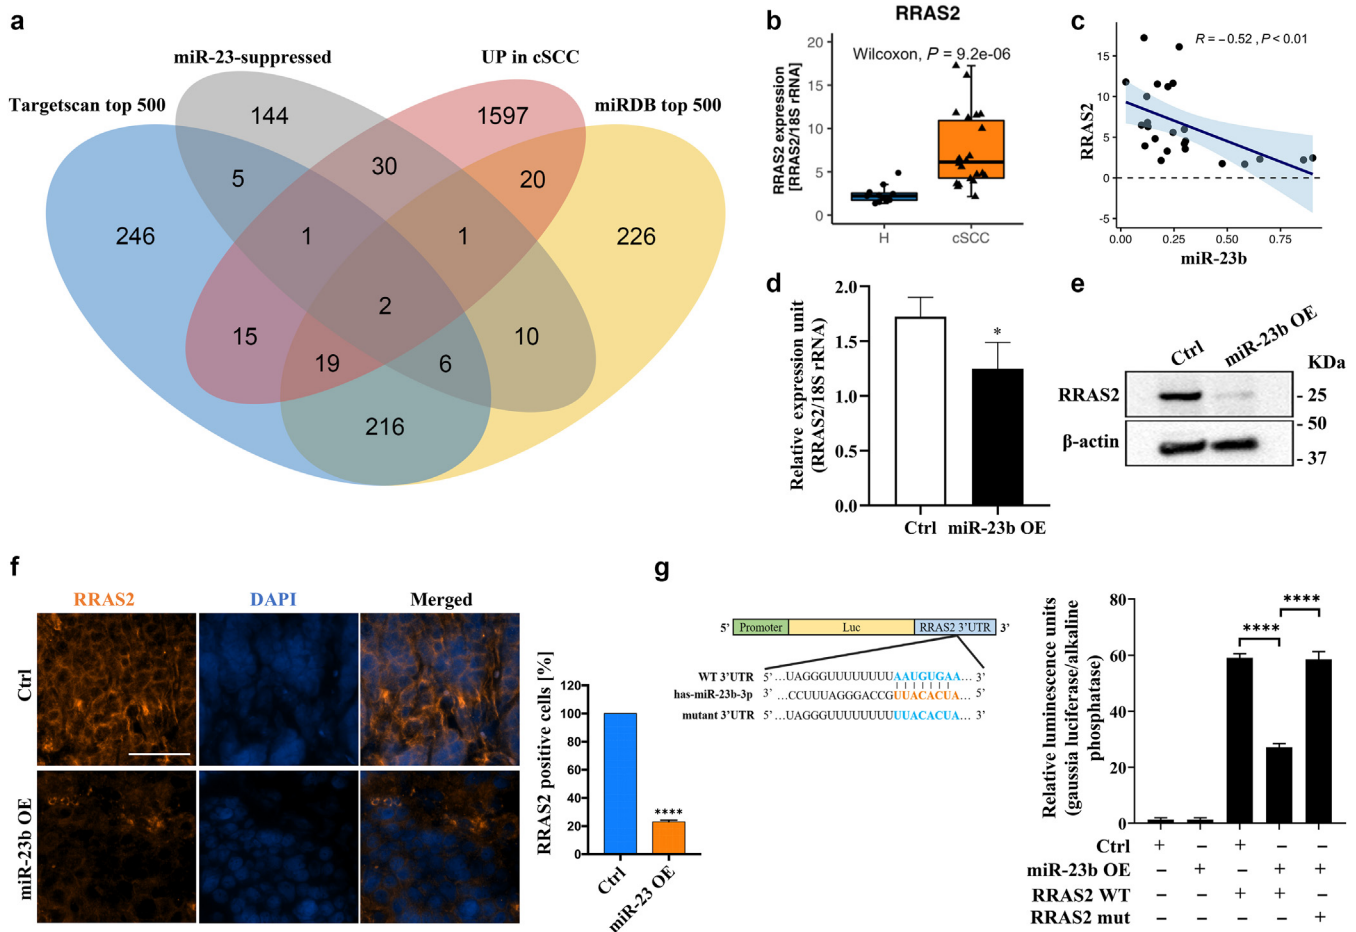 a
miR-23-suppressed
UP in cSCC
Targetscan top 500
miRDB top 500
144
1597
5
30
20
246
1
1
226
2
15
10
19
6
216
b
RRAS2
Wilcoxon, P = 9.2e-06
RRAS2 expression
[RRAS2/18S rRNA]
20
15
10
5
0
H
cSCC
c
R = −0.52 , P < 0.01
RRAS2
15
10
5
0
-5
0.00
0.25
0.50
0.75
miR-23b
d
Relative expression unit
(RRAS2/18S rRNA)
2.0
1.5
1.0
0.5
0.0
*
Ctrl
miR-23b OE
e
Ctrl
miR-23b OE
KDa
RRAS2
- 25
- 50
β-actin
- 37
f
RRAS2
DAPI
Merged
Ctrl
miR-23b OE
RRAS2 positive cells [%]
120
100
80
60
40
20
0
****
Ctrl
miR-23 OE
g
5’ Promoter Luc RRAS2 3’UTR 3’
WT 3’UTR 5’ ...UAGGGUUUUUUUUAAUGUGAA... 3’
has-miR-23b-3p 3’ ...CCUUUAGGGACCGUUACACUA... 5’
mutant 3’UTR 5’ ...UAGGGUUUUUUUUUUACACUA... 3’
Relative luminescence units
(gaussia luciferase/alkaline
phosphatase)
80
60
40
20
0
****
****
Ctrl + − + − −
miR-23b OE − + − + +
RRAS2 WT − − + + −
RRAS2 mut − − − − +